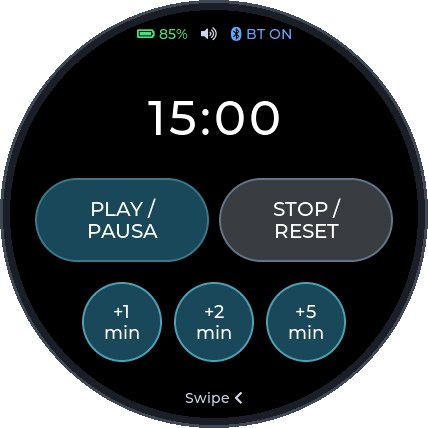 85% BT ON
15:00
PLAY / STOP /
PAUSA RESET
+1 +2 +5
min min min
Swipe